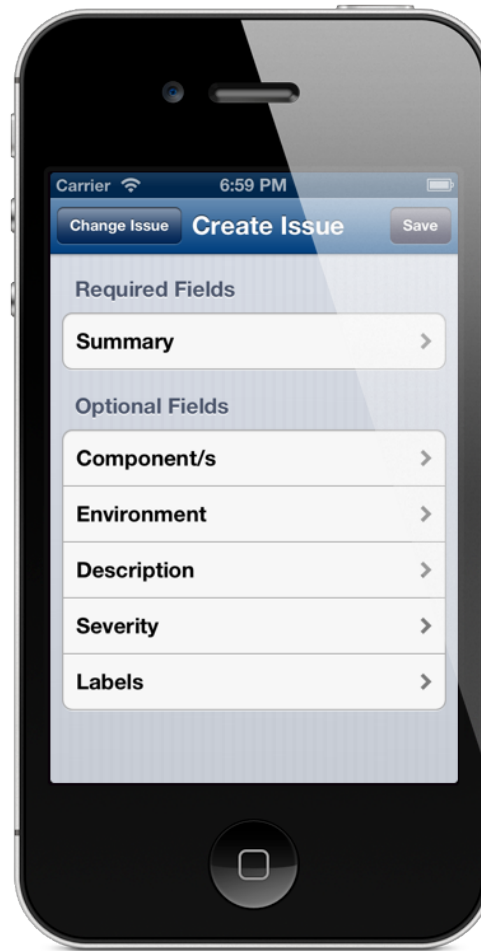 Carrier 6:59 PM
Change Issue Create Issue Save
Required Fields
Summary
Optional Fields
Component/s
Environment
Description
Severity
Labels